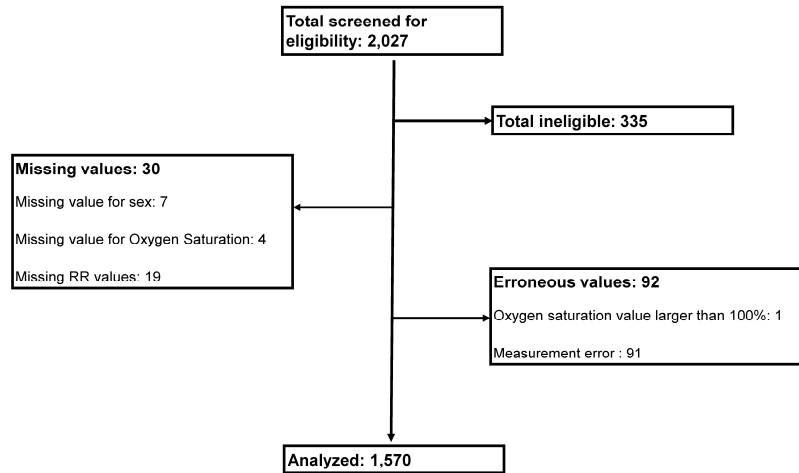 Total screened for
eligibility: 2,027
Total ineligible: 335
Missing values: 30
Missing value for sex: 7
Missing value for Oxygen Saturation: 4
Missing RR values: 19
Erroneous values: 92
Oxygen saturation value larger than 100%: 1
Measurement error : 91
Analyzed: 1,570